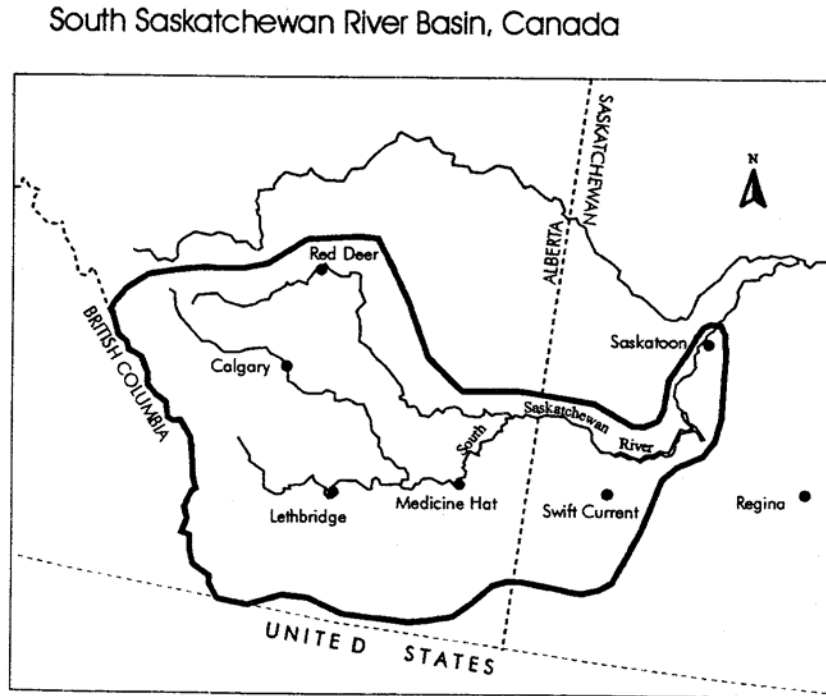 South Saskatchewan River Basin, Canada
SASKATCHEWAN
N
ALBERTA
Red Deer
BRITISH COLUMBIA
Saskatoon
Calgary
Saskatchewan
South
River
Lethbridge
Medicine Hat
Swift Current
Regina
UNITED STATES